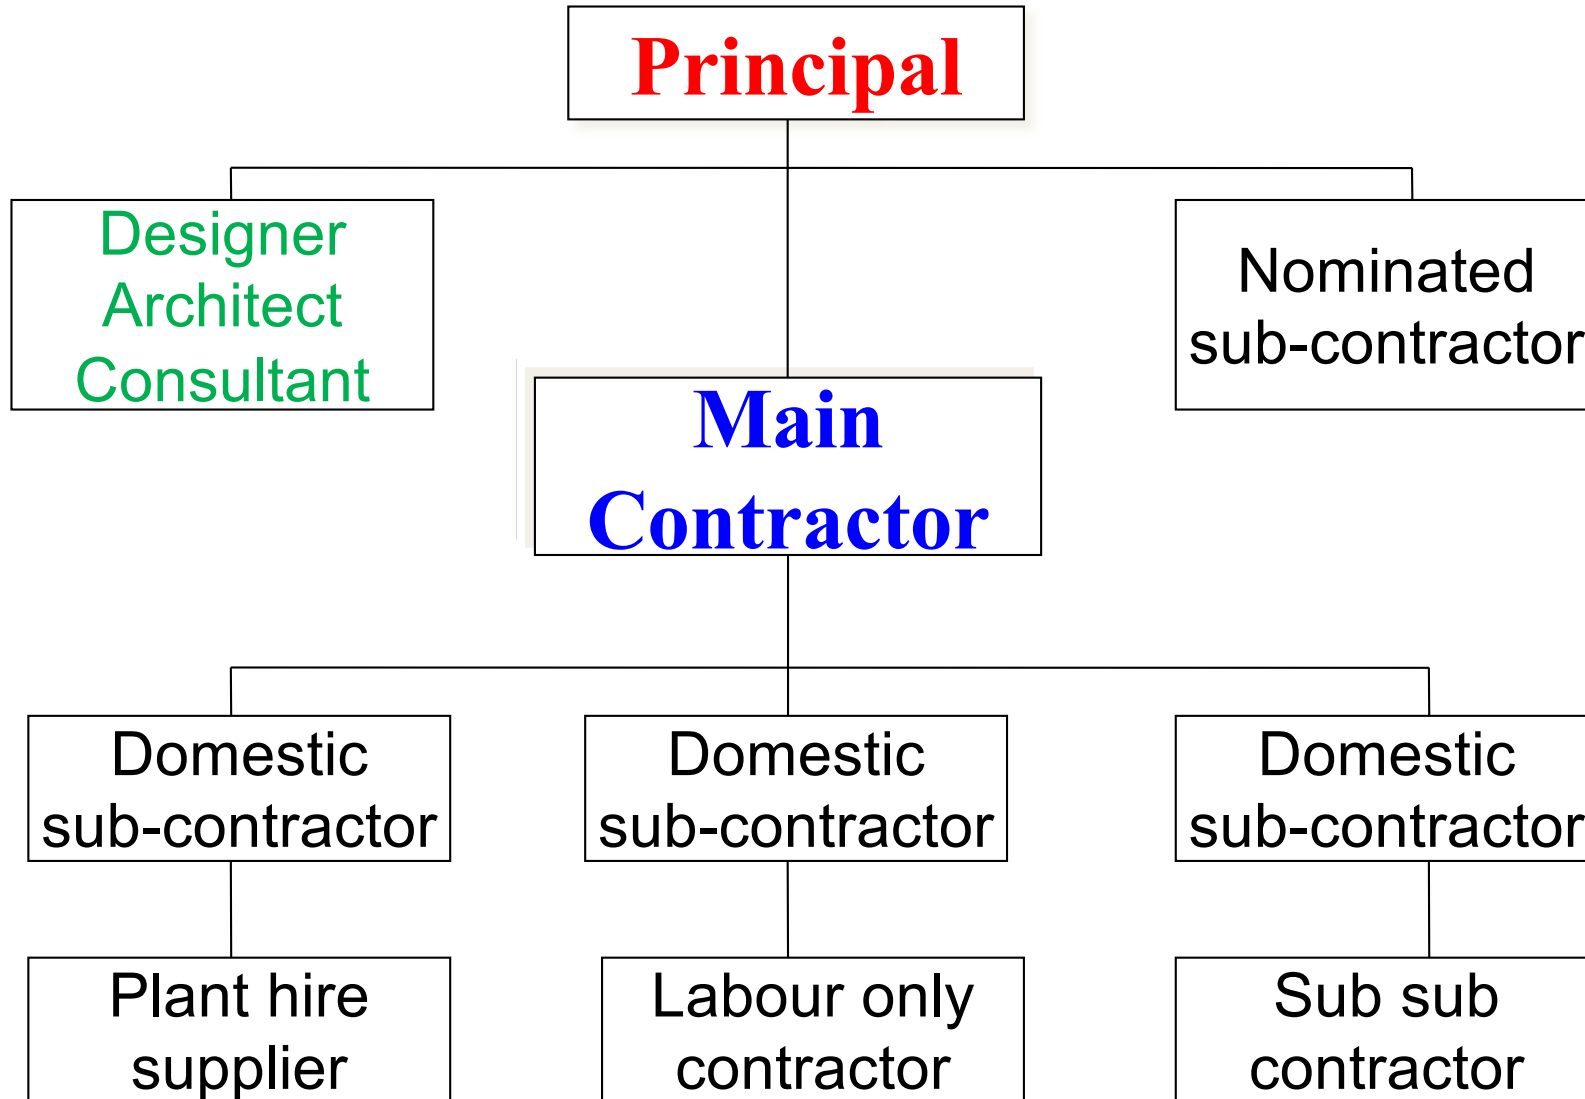 Principal
Designer
Architect
Consultant
Nominated
sub-contractor
Main
Contractor
Domestic
sub-contractor
Domestic
sub-contractor
Domestic
sub-contractor
Plant hire
supplier
Labour only
contractor
Sub sub
contractor